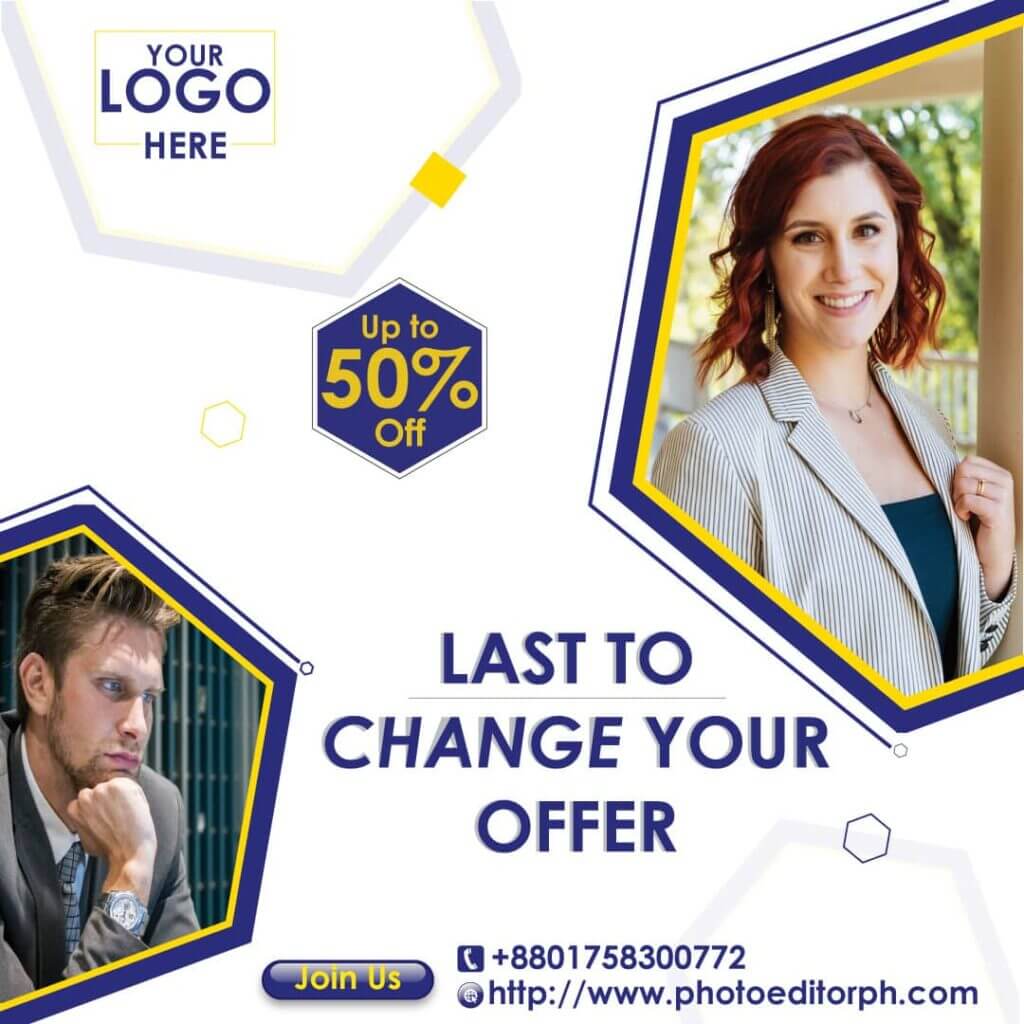 YOUR
LOGO
HERE
Up to
50%
Off
LAST TO
CHANGE YOUR
OFFER
Join Us
+8801758300772
http://www.photoeditorph.com